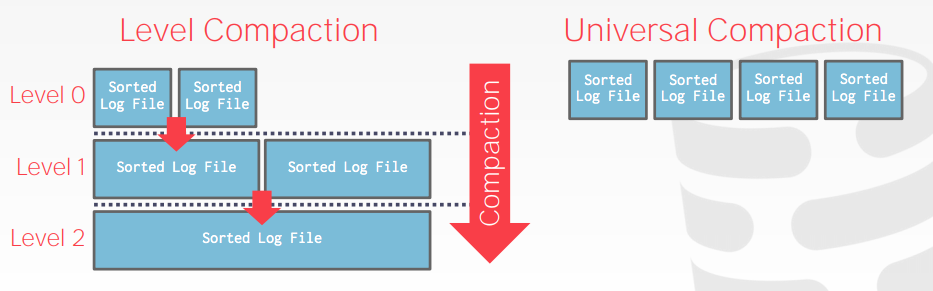 Level Compaction
Level 0
Sorted
Log File
Sorted
Log File
Level 1
Sorted Log File
Sorted Log File
Level 2
Sorted Log File
Compaction
Universal Compaction
Sorted
Log File
Sorted
Log File
Sorted
Log File
Sorted
Log File